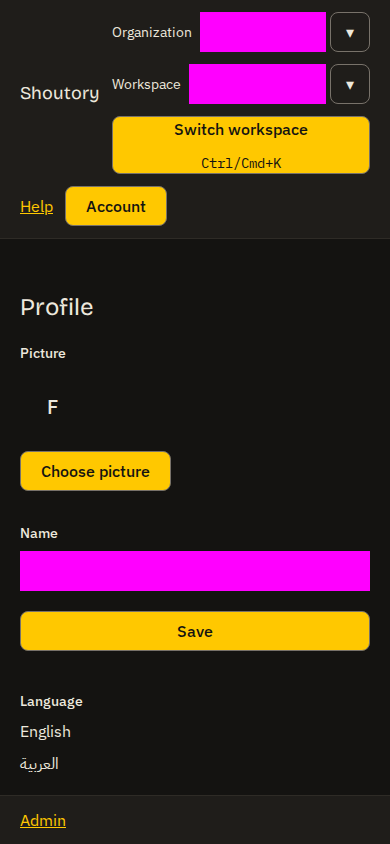 Organization
▼
Shoutory
Workspace
▼
Switch workspace
Ctrl/Cmd+K
Help
Account
Profile
Picture
F
Choose picture
Name
Save
Language
English
العربية
Admin